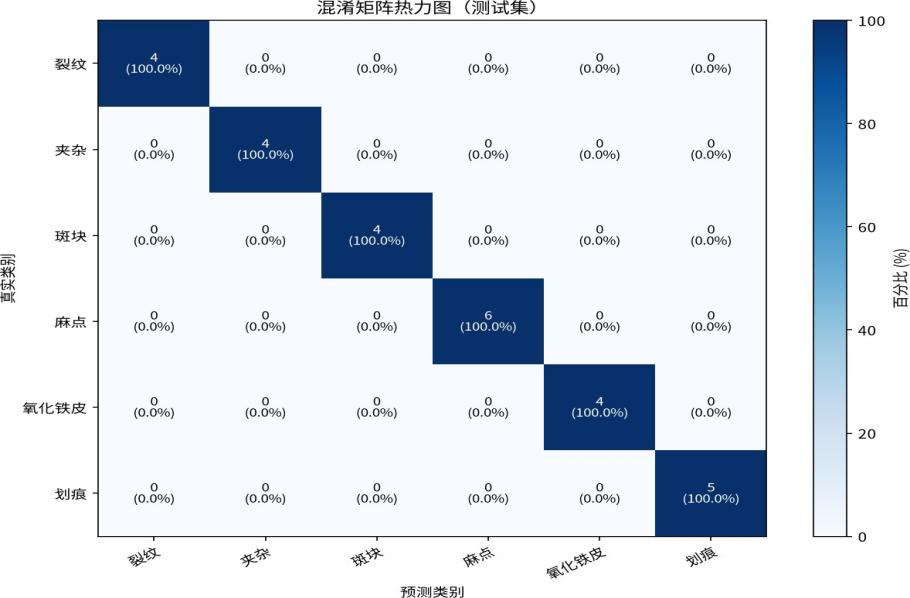 混淆矩阵热力图（测试集）
真实类别
裂纹
4 0 0 0 0 0
(100.0%) (0.0%) (0.0%) (0.0%) (0.0%) (0.0%)
夹杂
0 4 0 0 0 0
(0.0%) (100.0%) (0.0%) (0.0%) (0.0%) (0.0%)
斑块
0 0 4 0 0 0
(0.0%) (0.0%) (100.0%) (0.0%) (0.0%) (0.0%)
麻点
0 0 0 6 0 0
(0.0%) (0.0%) (0.0%) (100.0%) (0.0%) (0.0%)
氧化铁皮
0 0 0 0 4 0
(0.0%) (0.0%) (0.0%) (0.0%) (100.0%) (0.0%)
划痕
0 0 0 0 0 5
(0.0%) (0.0%) (0.0%) (0.0%) (0.0%) (100.0%)
裂纹 夹杂 斑块 麻点 氧化铁皮 划痕
预测类别
100
80
60
40
20
0
百分比 (%)